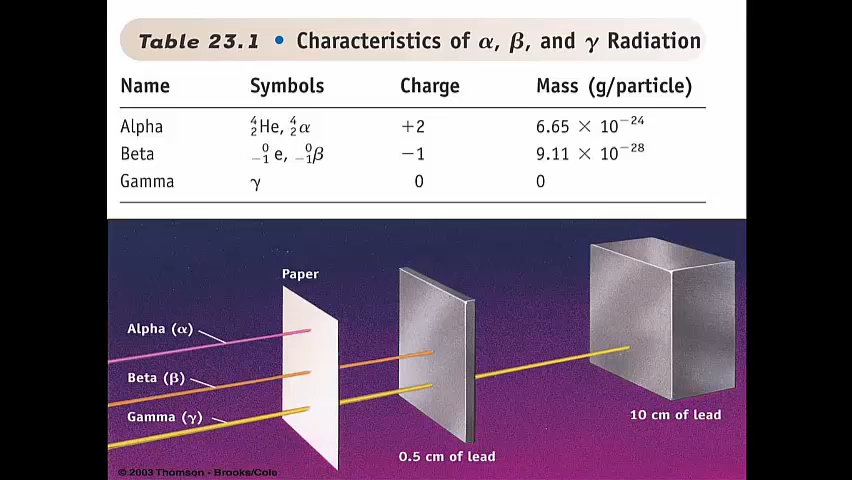 Table 23.1 • Characteristics of α, β, and γ Radiation
Name Symbols Charge Mass (g/particle)
Alpha ⁴₂He, ⁴₂α +2 6.65 × 10⁻²⁴
Beta ⁰₋₁e, ⁰₋₁β −1 9.11 × 10⁻²⁸
Gamma γ 0 0
Paper
Alpha (α)
Beta (β)
Gamma (γ)
10 cm of lead
0.5 cm of lead
© 2003 Thomson - Brooks/Cole